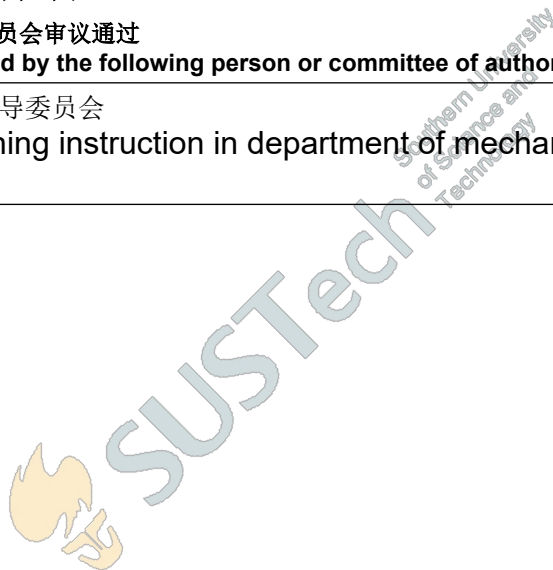 员会审议通过
d by the following person or committee of author
导委员会
ning instruction in department of mechar
SUSTech
Southern University
of Science and
Technology